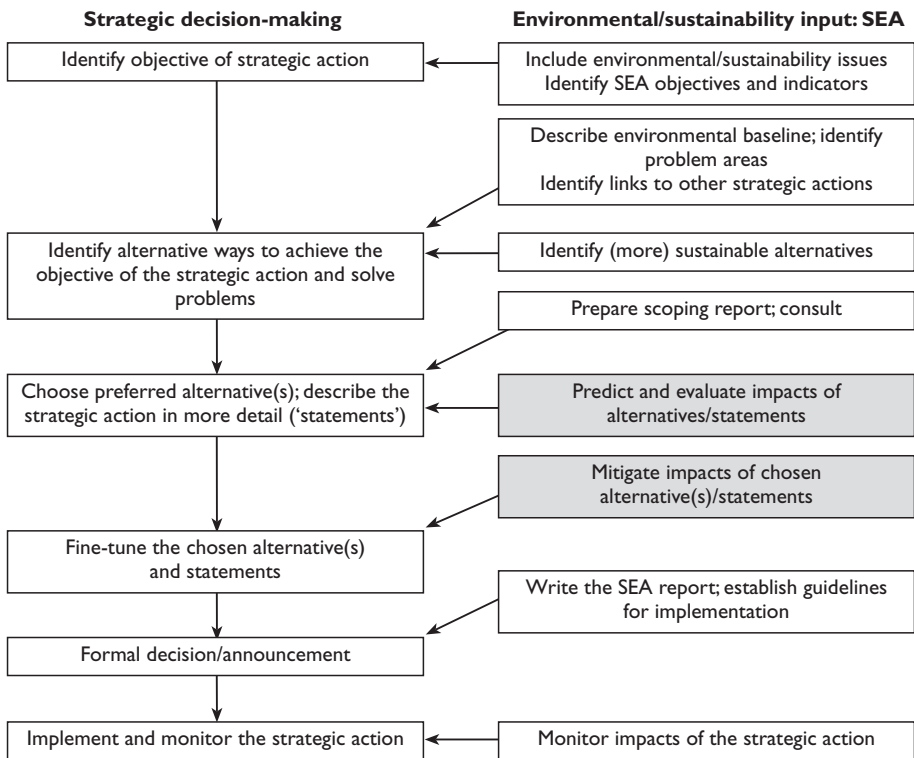 Strategic decision-making
Environmental/sustainability input: SEA
Identify objective of strategic action
Include environmental/sustainability issues
Identify SEA objectives and indicators
Describe environmental baseline; identify
problem areas
Identify links to other strategic actions
Identify alternative ways to achieve the
objective of the strategic action and solve
problems
Identify (more) sustainable alternatives
Prepare scoping report; consult
Choose preferred alternative(s); describe the
strategic action in more detail (‘statements’)
Predict and evaluate impacts of
alternatives/statements
Mitigate impacts of chosen
alternative(s)/statements
Fine-tune the chosen alternative(s)
and statements
Write the SEA report; establish guidelines
for implementation
Formal decision/announcement
Implement and monitor the strategic action
Monitor impacts of the strategic action